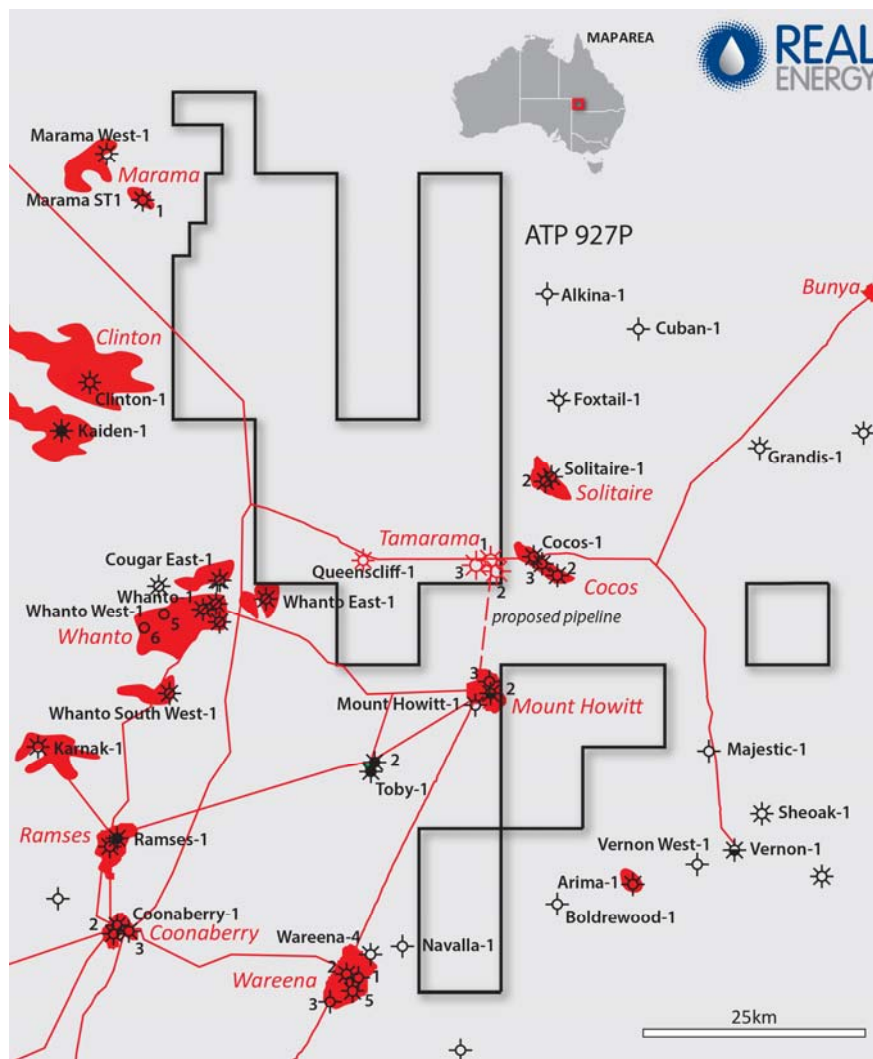 MAPAREA
REAL
ENERGY
Marama West-1
Marama
Marama ST1
1
ATP 927P
Alkina-1
Bunya
Cuban-1
Clinton
Clinton-1
Foxtail-1
Kaiden-1
Grandis-1
Solitaire-1
2
Solitaire
Tamarama
1
Cocos-1
Cougar East-1
Queenscliff-1
3
2
3
2
Cocos
Whanto 1
Whanto East-1
Whanto West-1
5
6
Whanto
proposed pipeline
3
2
Whanto South West-1
Mount Howitt-1
Mount Howitt
Karnak-1
2
Toby-1
Majestic-1
Sheoak-1
Ramses
Ramses-1
Vernon West-1
Vernon-1
Arima-1
Boldrewood-1
Coonaberry-1
2
3
Coonaberry
Wareena-4
Navalla-1
2
1
Wareena
5
3
25km